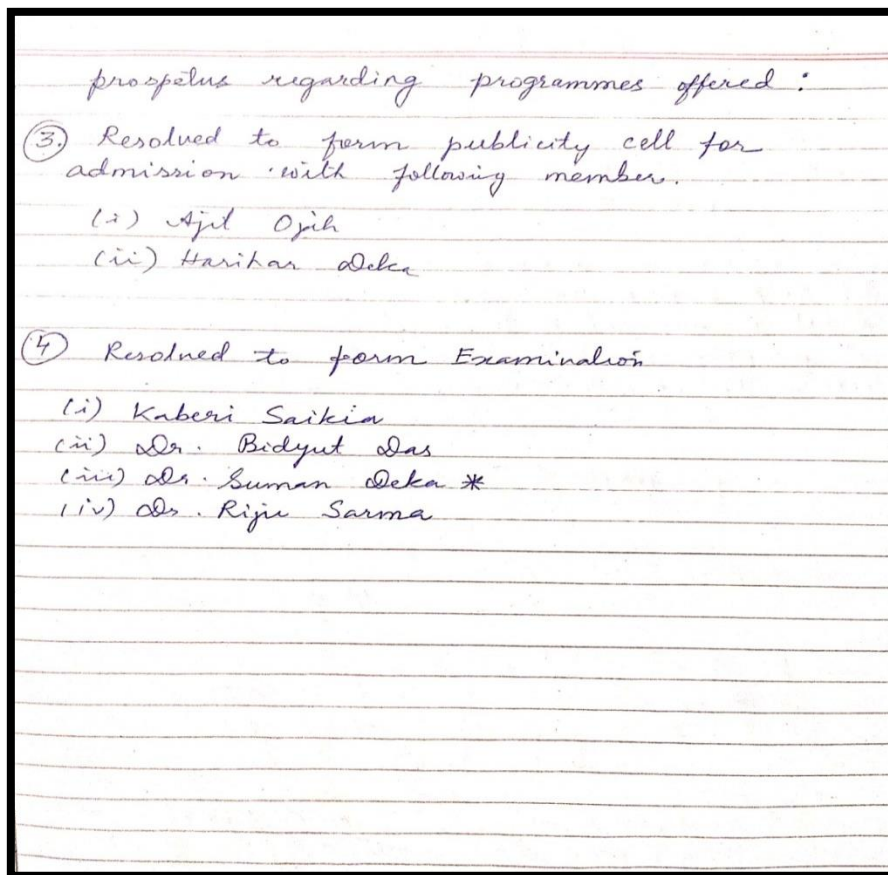 prospetus regarding programmes offered :
3. Resolved to form publicity cell for
admission with following member.
(i) Ajit Ojih
(ii) Harihar Deka
4 Resolved to form Examination
(i) Kaberi Saikia
(ii) Dr. Bidyut Das
(iii) Dr. Suman Deka *
(iv) Dr. Riju Sarma